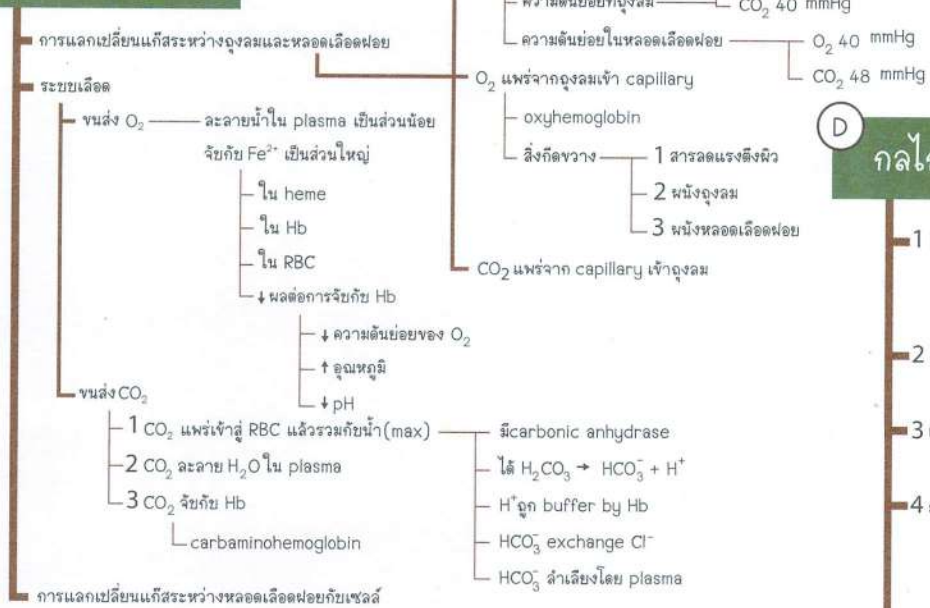 การแลกเปลี่ยนแก๊สระหว่างถุงลมและหลอดเลือดฝอย
ความดันย่อยที่ถุงลม
CO₂ 40 mmHg
ความดันย่อยในหลอดเลือดฝอย
O₂ 40 mmHg
CO₂ 48 mmHg
O₂ แพร่จากถุงลมเข้า capillary
oxyhemoglobin
สิ่งกีดขวาง
1 สารลดแรงตึงผิว
2 ผนังถุงลม
3 ผนังหลอดเลือดฝอย
CO₂ แพร่จาก capillary เข้าถุงลม
ระบบเลือด
ขนส่ง O₂
ละลายน้ำใน plasma เป็นส่วนน้อย
จับกับ Fe²⁺ เป็นส่วนใหญ่
ใน heme
ใน Hb
ใน RBC
↓ ผลต่อการจับกับ Hb
↓ ความดันย่อยของ O₂
↑ อุณหภูมิ
↓ pH
ขนส่ง CO₂
1 CO₂ แพร่เข้าสู่ RBC แล้วรวมกับน้ำ (max)
มี carbonic anhydrase
ได้ H₂CO₃ → HCO₃⁻ + H⁺
H⁺ ถูก buffer by Hb
HCO₃⁻ exchange Cl⁻
HCO₃⁻ ลำเลียงโดย plasma
2 CO₂ ละลาย H₂O ใน plasma
3 CO₂ จับกับ Hb
carbaminohemoglobin
การแลกเปลี่ยนแก๊สระหว่างหลอดเลือดฝอยกับเซลล์
D
1
2
3
4